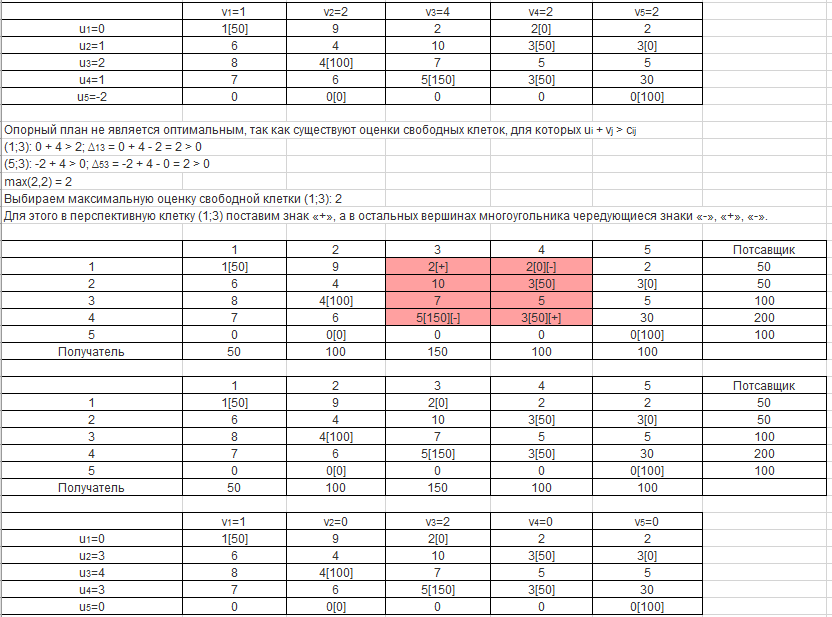 v1=1 v2=2 v3=4 v4=2 v5=2
u1=0 1[50] 9 2 2[0] 2
u2=1 6 4 10 3[50] 3[0]
u3=2 8 4[100] 7 5 5
u4=1 7 6 5[150] 3[50] 30
u5=-2 0 0[0] 0 0 0[100]
Опорный план не является оптимальным, так как существуют оценки свободных клеток, для которых ui + vj > cij
(1;3): 0 + 4 > 2; ∆13 = 0 + 4 - 2 = 2 > 0
(5;3): -2 + 4 > 0; ∆53 = -2 + 4 - 0 = 2 > 0
max(2,2) = 2
Выбираем максимальную оценку свободной клетки (1;3): 2
Для этого в перспективную клетку (1;3) поставим знак «+», а в остальных вершинах многоугольника чередующиеся знаки «-», «+», «-».
1 2 3 4 5 Потсавщик
1 1[50] 9 2[+] 2[0][-] 2 50
2 6 4 10 3[50] 3[0] 50
3 8 4[100] 7 5 5 100
4 7 6 5[150][-] 3[50][+] 30 200
5 0 0[0] 0 0 0[100] 100
Получатель 50 100 150 100 100
1 2 3 4 5 Потсавщик
1 1[50] 9 2[0] 2 2 50
2 6 4 10 3[50] 3[0] 50
3 8 4[100] 7 5 5 100
4 7 6 5[150] 3[50] 30 200
5 0 0[0] 0 0 0[100] 100
Получатель 50 100 150 100 100
v1=1 v2=0 v3=2 v4=0 v5=0
u1=0 1[50] 9 2[0] 2 2
u2=3 6 4 10 3[50] 3[0]
u3=4 8 4[100] 7 5 5
u4=3 7 6 5[150] 3[50] 30
u5=0 0 0[0] 0 0 0[100]